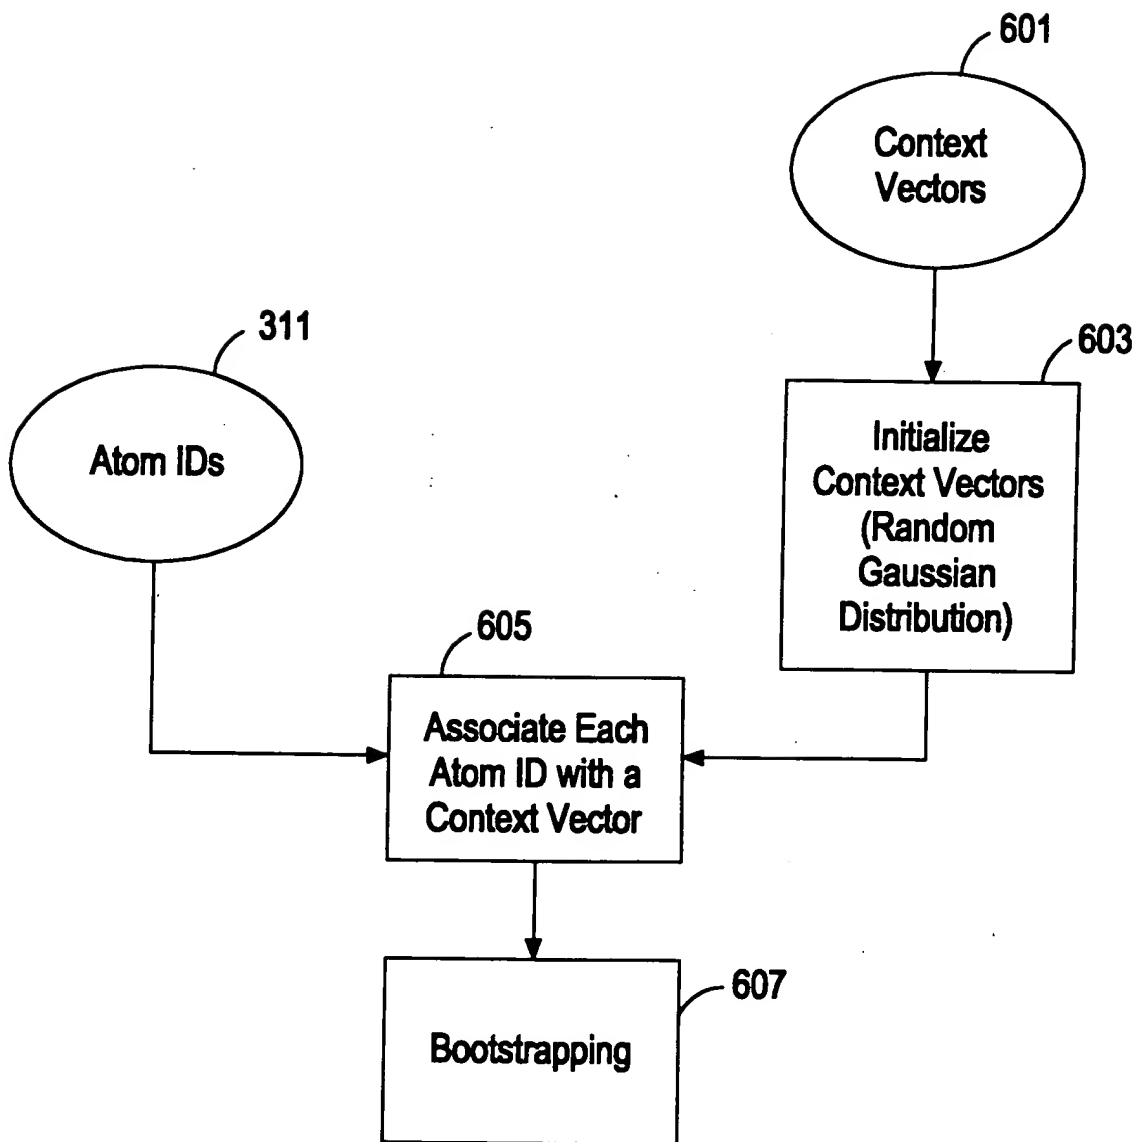 601
Context
Vectors
311
Atom IDs
603
Initialize
Context Vectors
(Random
Gaussian
Distribution)
605
Associate Each
Atom ID with a
Context Vector
607
Bootstrapping